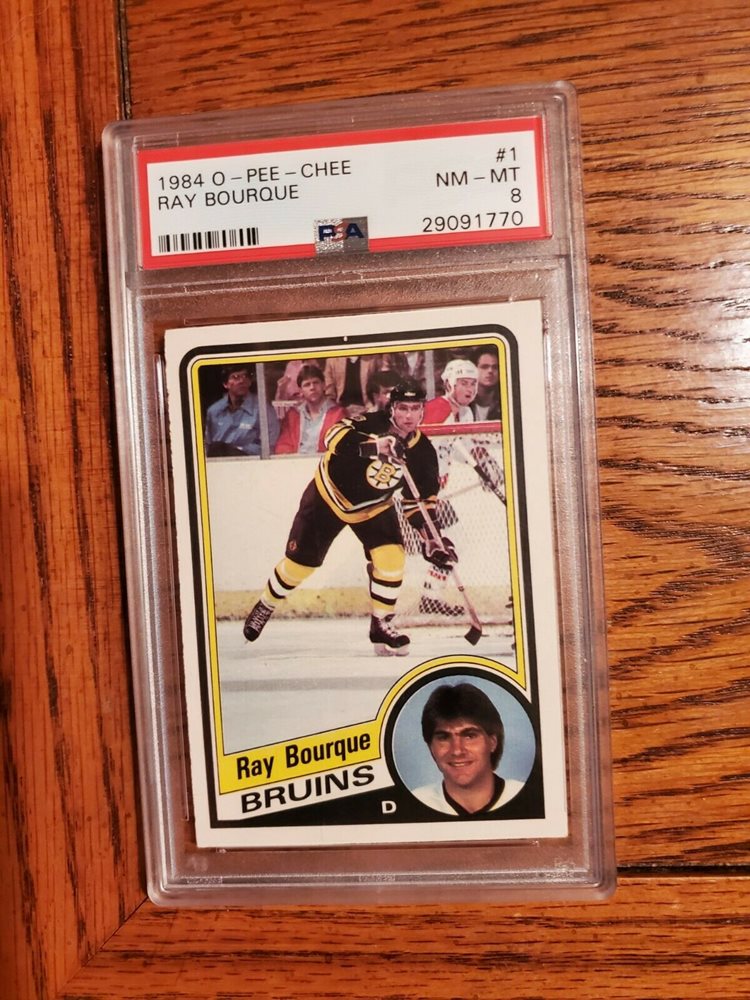 1984 O-PEE-CHEE #1
RAY BOURQUE NM-MT
8
PSA 29091770
B
Ray Bourque
BRUINS
D